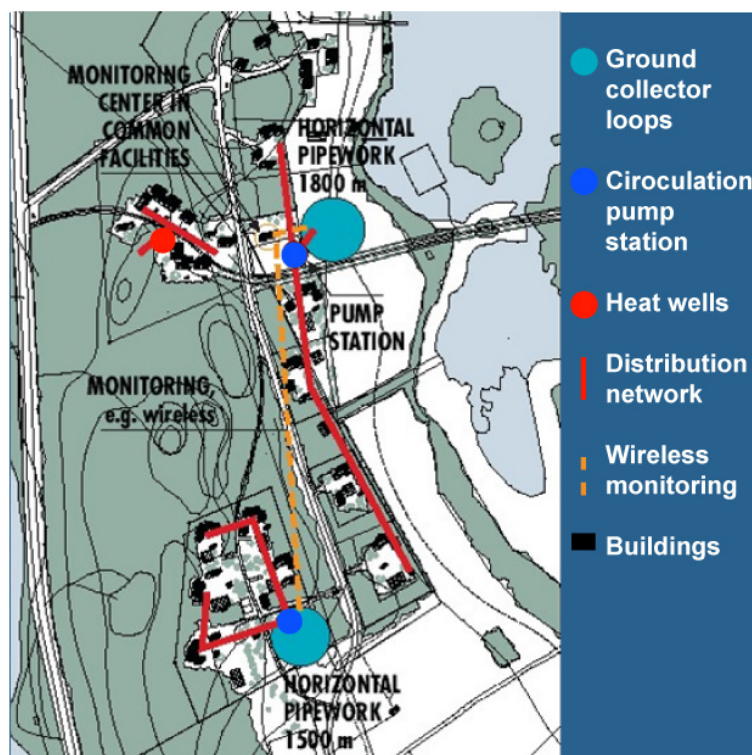 MONITORING
CENTER IN
COMMON
FACILITIES
HORIZONTAL
PIPEWORK
1800 m
PUMP
STATION
MONITORING,
e.g. wireless
HORIZONTAL
PIPEWORK
1500 m
Ground
collector
loops
Ciroculation
pump
station
Heat wells
Distribution
network
Wireless
monitoring
Buildings